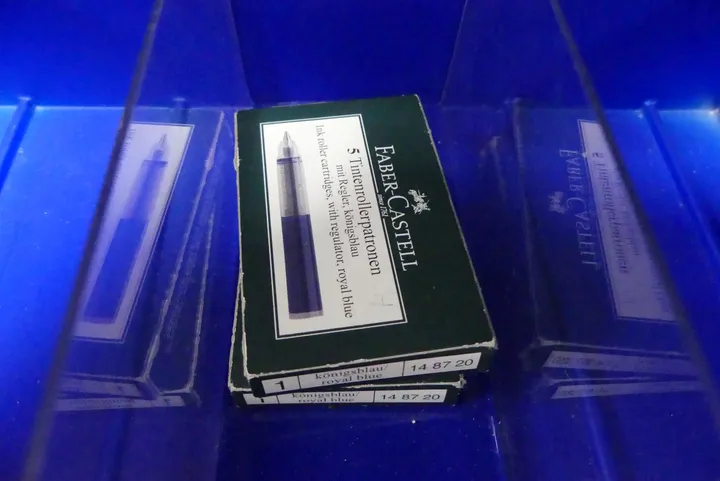 FABER-CASTELL
since 1761
5 Tintenrollerpatronen
mit Regler, königsblau
Ink roller cartridges, with regulator, royal blue
1 königsblau/ 14 87 20
royal blue
1 königsblau/ 14 87 20
royal blue